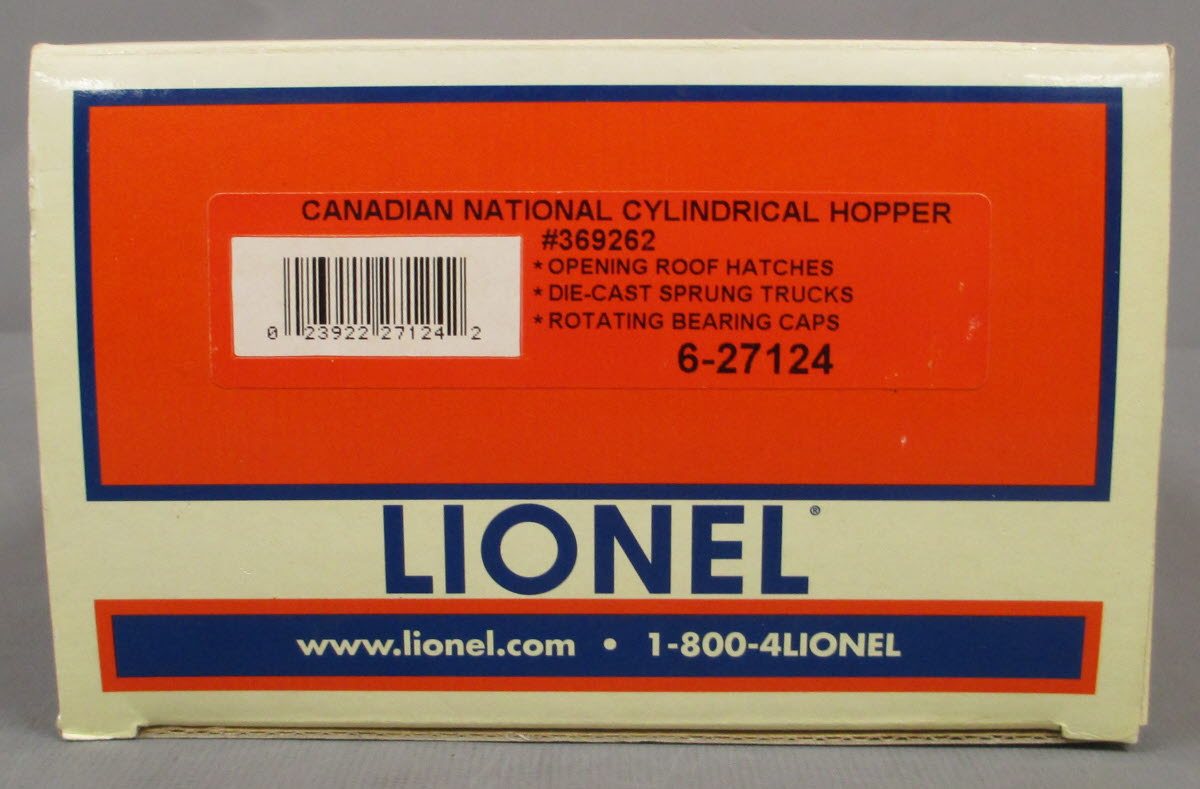 CANADIAN NATIONAL CYLINDRICAL HOPPER
#369262
* OPENING ROOF HATCHES
* DIE-CAST SPRUNG TRUCKS
* ROTATING BEARING CAPS
6-27124
0 23922 27124 2
LIONEL®
www.lionel.com • 1-800-4LIONEL